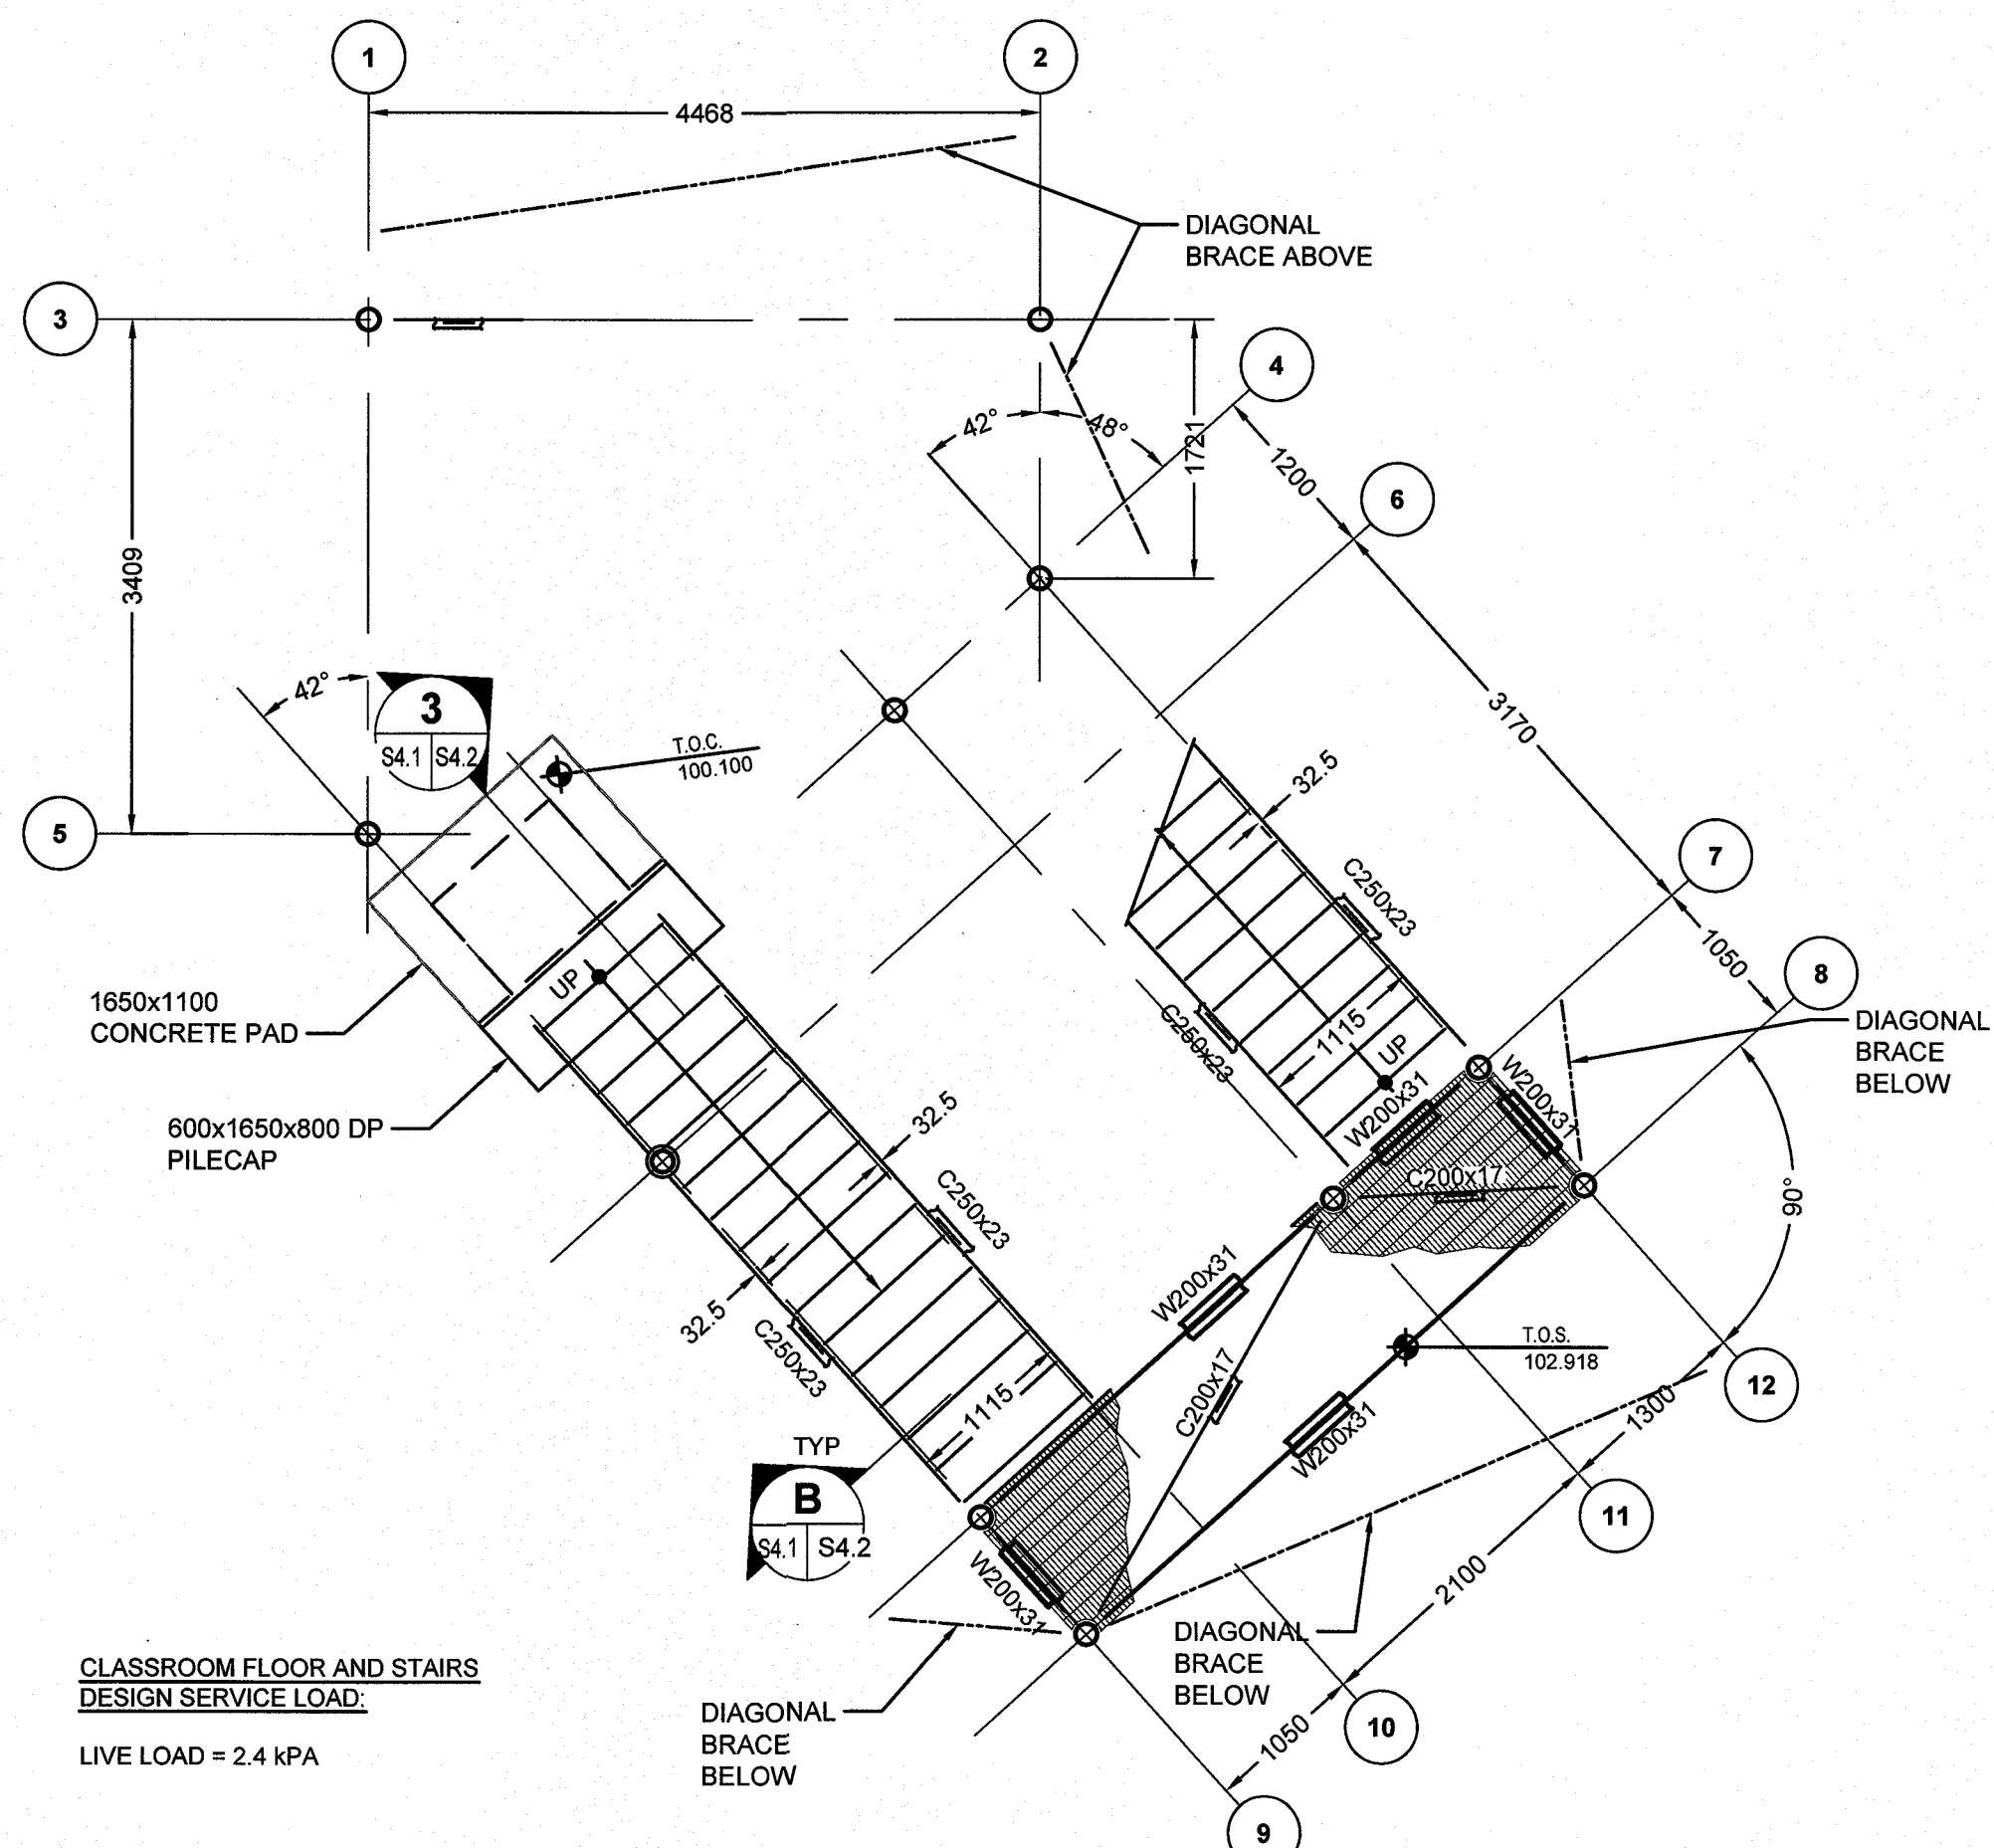 1
2
4468
DIAGONAL
BRACE ABOVE
3
4
42°
48°
1721
1200
6
3409
3170
42°
3
S4.1 S4.2
T.O.C.
100.100
32.5
5
7
C250x23
1050
8
1650x1100
CONCRETE PAD
UP
C250x23
1115
UP
DIAGONAL
BRACE
BELOW
W200x31
W200x31
600x1650x800 DP
PILECAP
32.5
C200x17
90°
C250x23
W200x31
32.5
C250x23
T.O.S.
102.918
C200x17
12
1300
1115
W200x31
TYP
B
S4.1 S4.2
11
2100
W200x31
DIAGONAL
BRACE
BELOW
CLASSROOM FLOOR AND STAIRS
DESIGN SERVICE LOAD:
DIAGONAL
BRACE
BELOW
10
1050
LIVE LOAD = 2.4 kPA
9